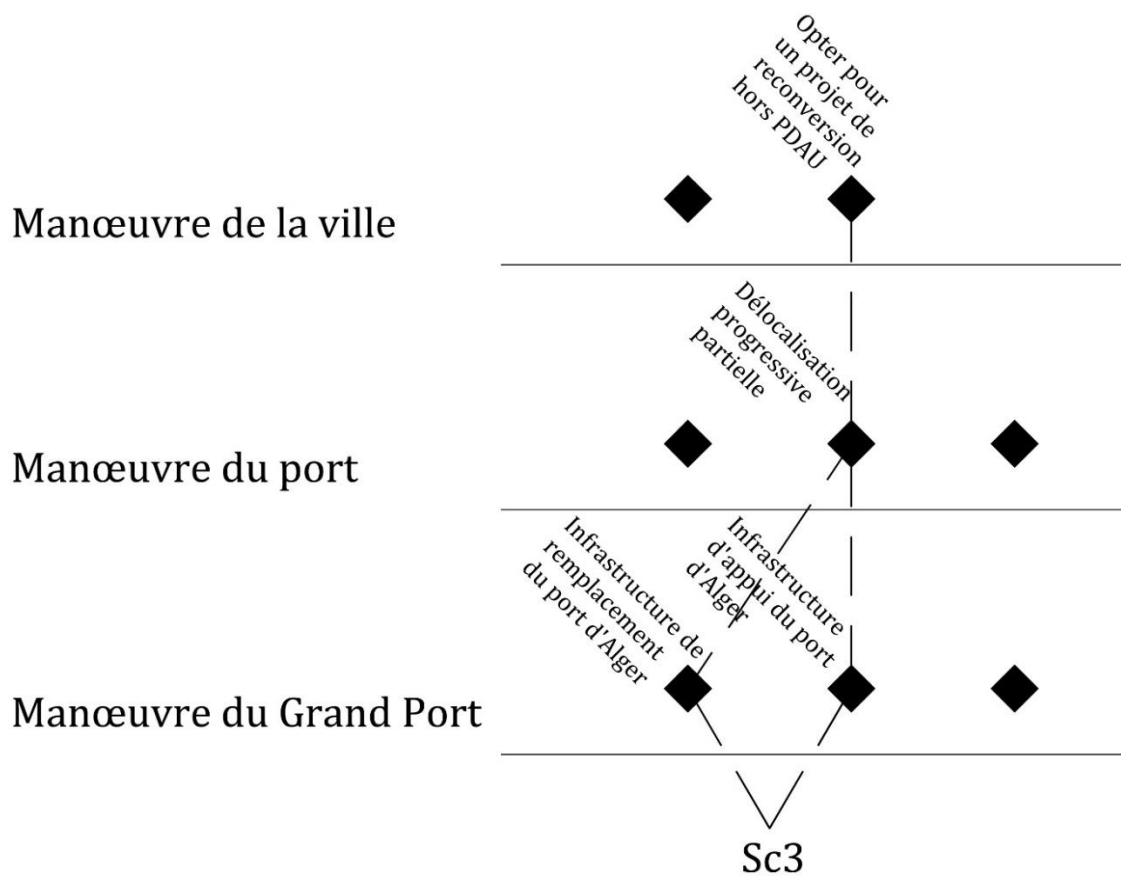 Opter pour
un projet de
reconversion
hors PDAU
Manœuvre de la ville
Délocalisation
progressive
partielle
Manœuvre du port
Infrastructure de
remplacement
du port d'Alger
Infrastructure
d'appui du port
d'Alger
Manœuvre du Grand Port
Sc3